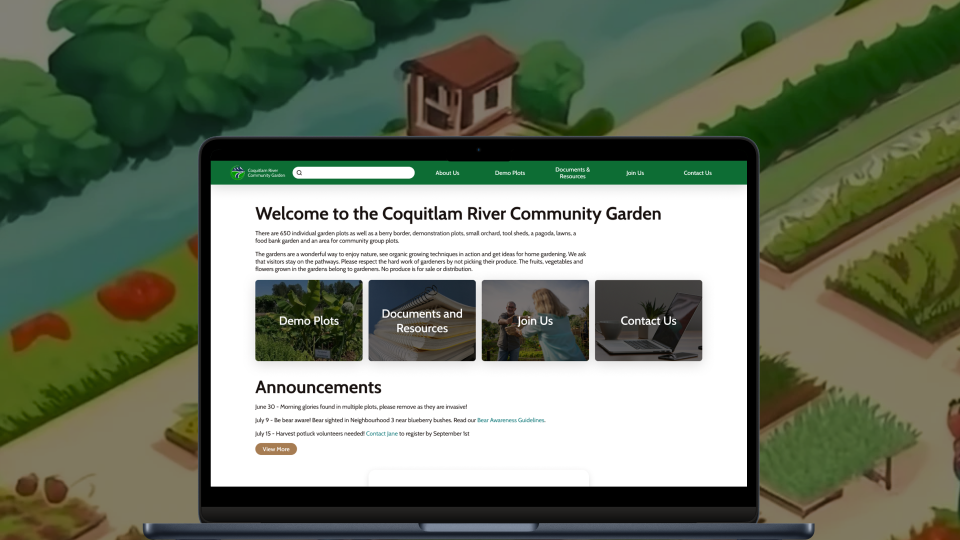 Coquitlam River
Community Garden
About Us
Demo Plots
Documents &
Resources
Join Us
Contact Us
Welcome to the Coquitlam River Community Garden
There are 650 individual garden plots as well as a berry border, demonstration plots, small orchard, tool sheds, a pagoda, lawns, a
food bank garden and an area for community group plots.
The gardens are a wonderful way to enjoy nature, see organic growing techniques in action and get ideas for home gardening. We ask
that visitors stay on the pathways. Please respect the hard work of gardeners by not picking their produce. The fruits, vegetables and
flowers grown in the gardens belong to gardeners. No produce is for sale or distribution.
Demo Plots
Documents and
Resources
Join Us
Contact Us
Announcements
June 30 - Morning glories found in multiple plots, please remove as they are invasive!
July 9 - Be bear aware! Bear sighted in Neighbourhood 3 near blueberry bushes. Read our Bear Awareness Guidelines.
July 15 - Harvest potluck volunteers needed! Contact Jane to register by September 1st
View More